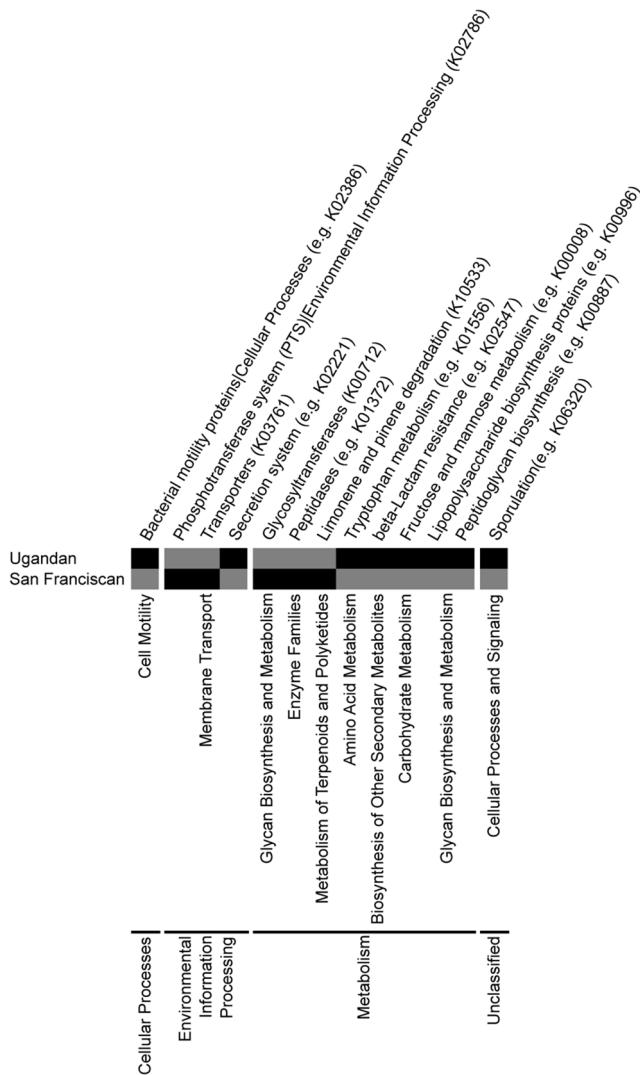 Bacterial motility proteins|Cellular Processes (e.g. K02386)
Phosphotransferase system (PTS)|Environmental Information Processing (K02786)
Transporters (K03761)
Secretion system (e.g. K02221)
Glycosyltransferases (K00712)
Peptidases (e.g. K01372)
Limonene and pinene degradation (K10533)
Tryptophan metabolism (e.g. K01556)
beta-Lactam resistance (e.g. K02547)
Fructose and mannose metabolism (e.g. K00008)
Lipopolysaccharide biosynthesis proteins (e.g. K00996)
Peptidoglycan biosynthesis (e.g. K00887)
Sporulation(e.g. K06320)
Ugandan
San Franciscan
Cell Motility
Membrane Transport
Glycan Biosynthesis and Metabolism
Enzyme Families
Metabolism of Terpenoids and Polyketides
Amino Acid Metabolism
Biosynthesis of Other Secondary Metabolites
Carbohydrate Metabolism
Glycan Biosynthesis and Metabolism
Cellular Processes and Signaling
Cellular Processes
Environmental
Information
Processing
Metabolism
Unclassified